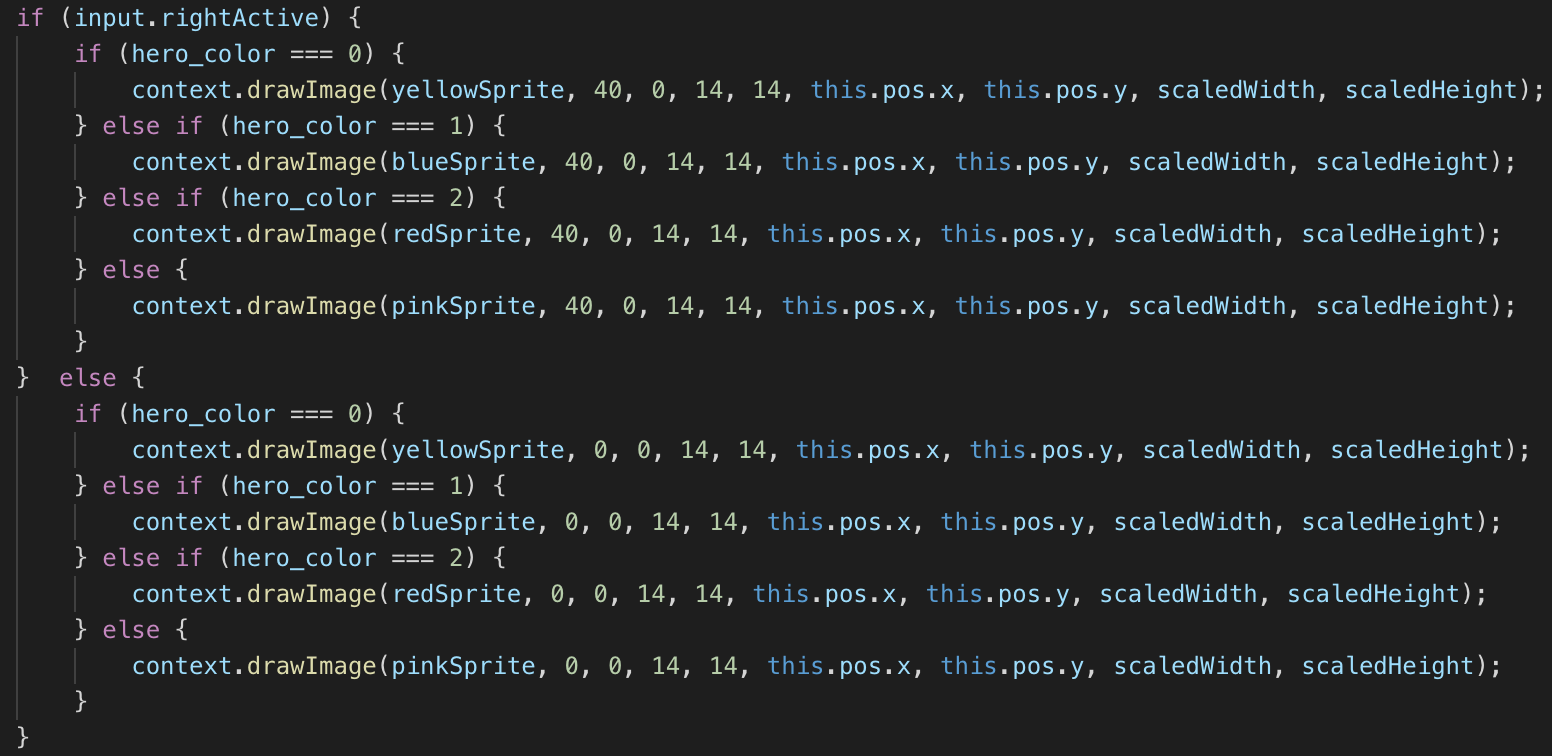 if (input.rightActive) {
    if (hero_color === 0) {
        context.drawImage(yellowSprite, 40, 0, 14, 14, this.pos.x, this.pos.y, scaledWidth, scaledHeight);
    } else if (hero_color === 1) {
        context.drawImage(blueSprite, 40, 0, 14, 14, this.pos.x, this.pos.y, scaledWidth, scaledHeight);
    } else if (hero_color === 2) {
        context.drawImage(redSprite, 40, 0, 14, 14, this.pos.x, this.pos.y, scaledWidth, scaledHeight);
    } else {
        context.drawImage(pinkSprite, 40, 0, 14, 14, this.pos.x, this.pos.y, scaledWidth, scaledHeight);
    }
}  else {
    if (hero_color === 0) {
        context.drawImage(yellowSprite, 0, 0, 14, 14, this.pos.x, this.pos.y, scaledWidth, scaledHeight);
    } else if (hero_color === 1) {
        context.drawImage(blueSprite, 0, 0, 14, 14, this.pos.x, this.pos.y, scaledWidth, scaledHeight);
    } else if (hero_color === 2) {
        context.drawImage(redSprite, 0, 0, 14, 14, this.pos.x, this.pos.y, scaledWidth, scaledHeight);
    } else {
        context.drawImage(pinkSprite, 0, 0, 14, 14, this.pos.x, this.pos.y, scaledWidth, scaledHeight);
    }
}